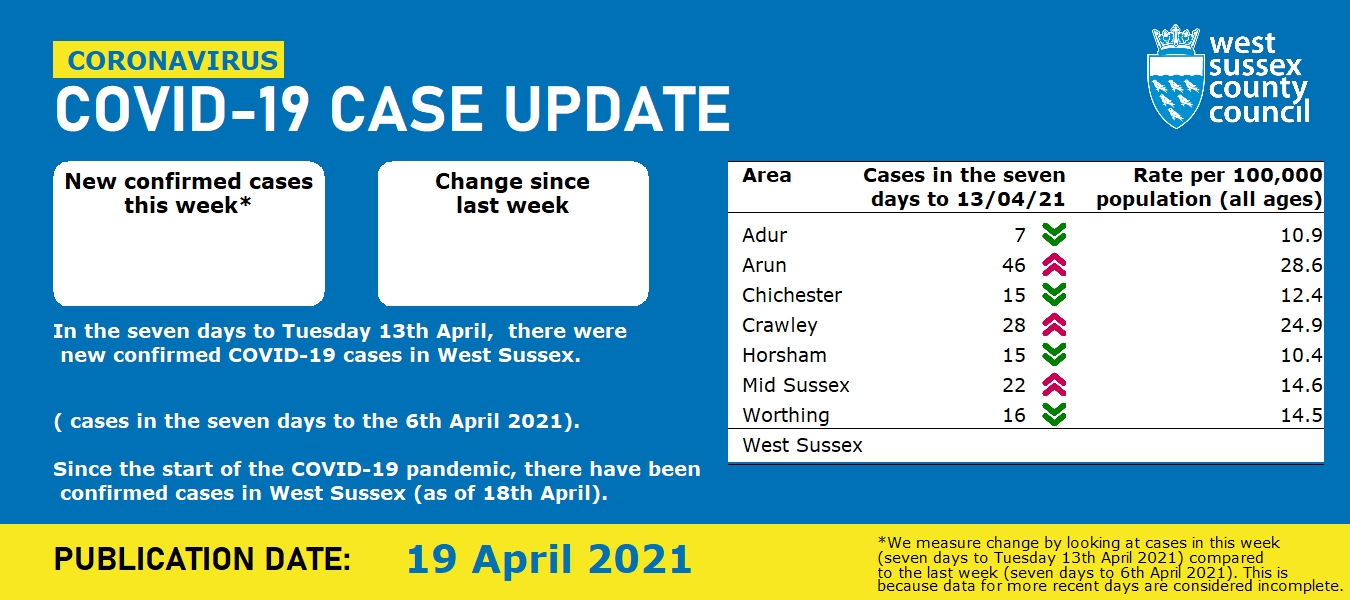 CORONAVIRUS
COVID-19 CASE UPDATE
west
sussex
county
council
New confirmed cases
this week*
Change since
last week
In the seven days to Tuesday 13th April, there were
new confirmed COVID-19 cases in West Sussex.
( cases in the seven days to the 6th April 2021).
Since the start of the COVID-19 pandemic, there have been
confirmed cases in West Sussex (as of 18th April).
Area Cases in the seven days to 13/04/21 Rate per 100,000 population (all ages)
Adur 7 10.9
Arun 46 28.6
Chichester 15 12.4
Crawley 28 24.9
Horsham 15 10.4
Mid Sussex 22 14.6
Worthing 16 14.5
West Sussex
PUBLICATION DATE: 19 April 2021
*We measure change by looking at cases in this week
(seven days to Tuesday 13th April 2021) compared
to the last week (seven days to 6th April 2021). This is
because data for more recent days are considered incomplete.